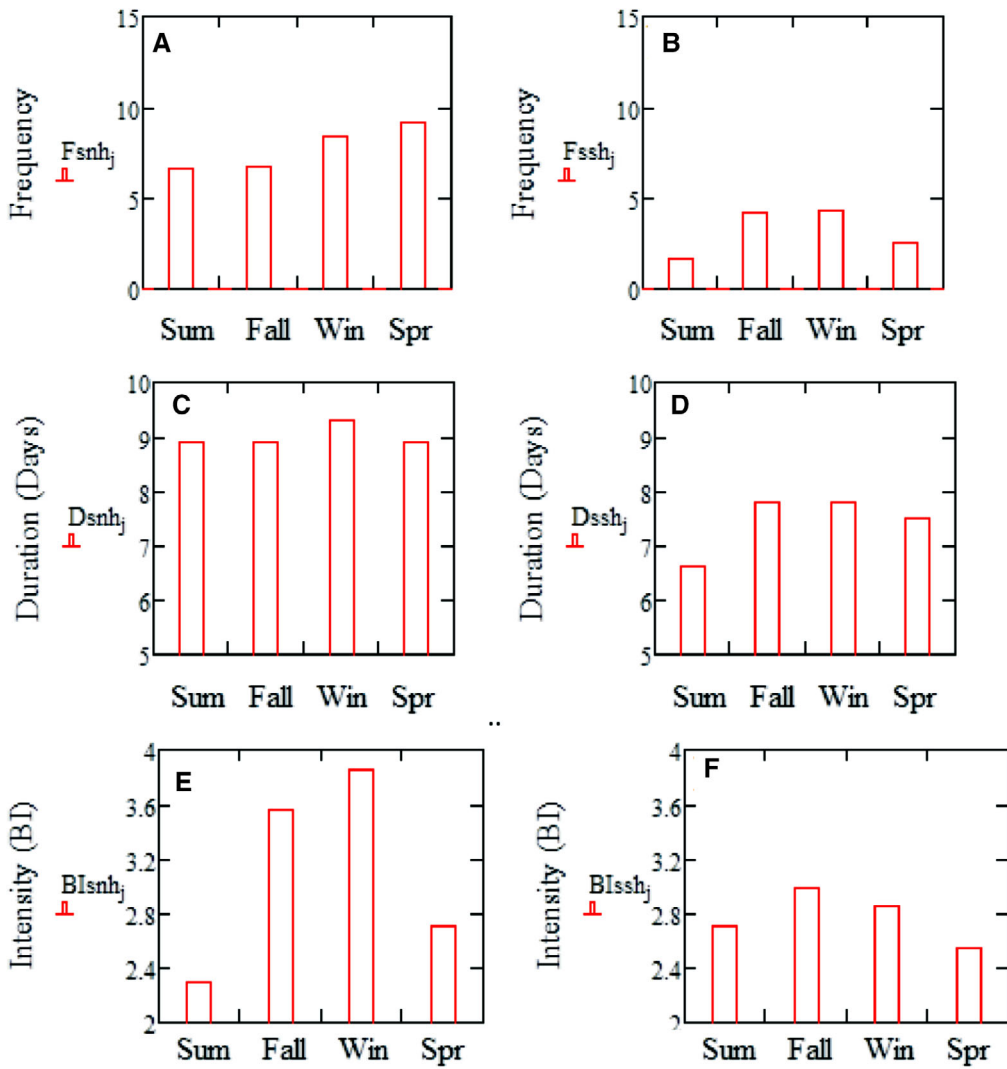 A
Frequency
Fsnh_j
15
10
5
0
Sum Fall Win Spr
B
Frequency
Fssh_j
15
10
5
0
Sum Fall Win Spr
C
Duration (Days)
Dsnh_j
10
9
8
7
6
5
Sum Fall Win Spr
D
Duration (Days)
Dssh_j
10
9
8
7
6
5
Sum Fall Win Spr
..
E
Intensity (BI)
BIsnh_j
4
3.6
3.2
2.8
2.4
2
Sum Fall Win Spr
F
Intensity (BI)
BIssh_j
4
3.6
3.2
2.8
2.4
2
Sum Fall Win Spr